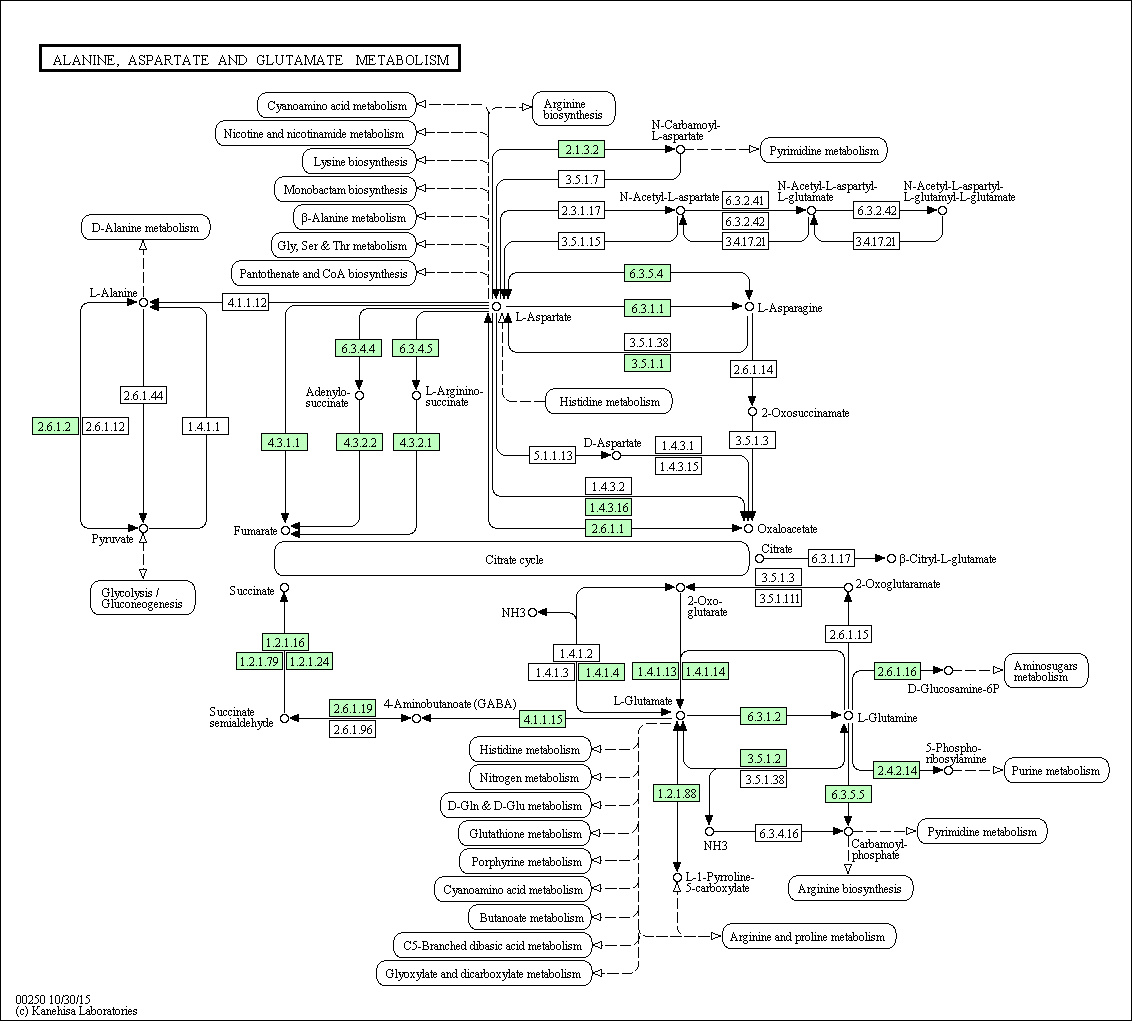 ALANINE, ASPARTATE AND GLUTAMATE METABOLISM
Cyanoamino acid metabolism
Arginine
biosynthesis
Nicotine and nicotinamide metabolism
N-Carbamoyl-
L-aspartate
2.1.3.2
Pyrimidine metabolism
Lysine biosynthesis
3.5.1.7
Monobactam biosynthesis
N-Acetyl-L-aspartate
6.3.2.41
N-Acetyl-L-aspartyl-
L-glutamate
N-Acetyl-L-aspartyl-
L-glutamyl-L-glutamate
β-Alanine metabolism
2.3.1.17
6.3.2.42
6.3.2.42
D-Alanine metabolism
Gly, Ser & Thr metabolism
3.5.1.15
3.4.17.21
3.4.17.21
Pantothenate and CoA biosynthesis
6.3.5.4
L-Alanine
4.1.1.12
L-Aspartate
6.3.1.1
L-Asparagine
6.3.4.4
6.3.4.5
3.5.1.38
3.5.1.1
2.6.1.14
2.6.1.44
Adenylo-
succinate
L-Arginino-
succinate
Histidine metabolism
2-Oxosuccinamate
2.6.1.2
2.6.1.12
1.4.1.1
4.3.1.1
4.3.2.2
4.3.2.1
D-Aspartate
5.1.1.13
1.4.3.1
1.4.3.15
3.5.1.3
1.4.3.2
1.4.3.16
2.6.1.1
Pyruvate
Fumarate
Oxaloacetate
Citrate cycle
Citrate
6.3.1.17
β-Citryl-L-glutamate
Glycolysis /
Gluconeogenesis
Succinate
2-Oxo-
glutarate
3.5.1.3
3.5.1.111
2-Oxoglutaramate
NH3
2.6.1.15
1.2.1.16
1.2.1.79
1.2.1.24
1.4.1.2
1.4.1.3
1.4.1.4
1.4.1.13
1.4.1.14
2.6.1.16
D-Glucosamine-6P
Aminosugars
metabolism
Succinate
semialdehyde
2.6.1.19
2.6.1.96
4-Aminobutanoate (GABA)
4.1.1.15
L-Glutamate
6.3.1.2
L-Glutamine
Histidine metabolism
3.5.1.2
3.5.1.38
5-Phospho-
ribosylamine
2.4.2.14
Purine metabolism
Nitrogen metabolism
1.2.1.88
6.3.5.5
D-Gln & D-Glu metabolism
Glutathione metabolism
NH3
6.3.4.16
Carbamoyl-
phosphate
Pyrimidine metabolism
Porphyrine metabolism
L-1-Pyrroline-
5-carboxylate
Arginine biosynthesis
Cyanoamino acid metabolism
Butanoate metabolism
C5-Branched dibasic acid metabolism
Arginine and proline metabolism
Glyoxylate and dicarboxylate metabolism
00250 10/30/15
(c) Kanehisa Laboratories